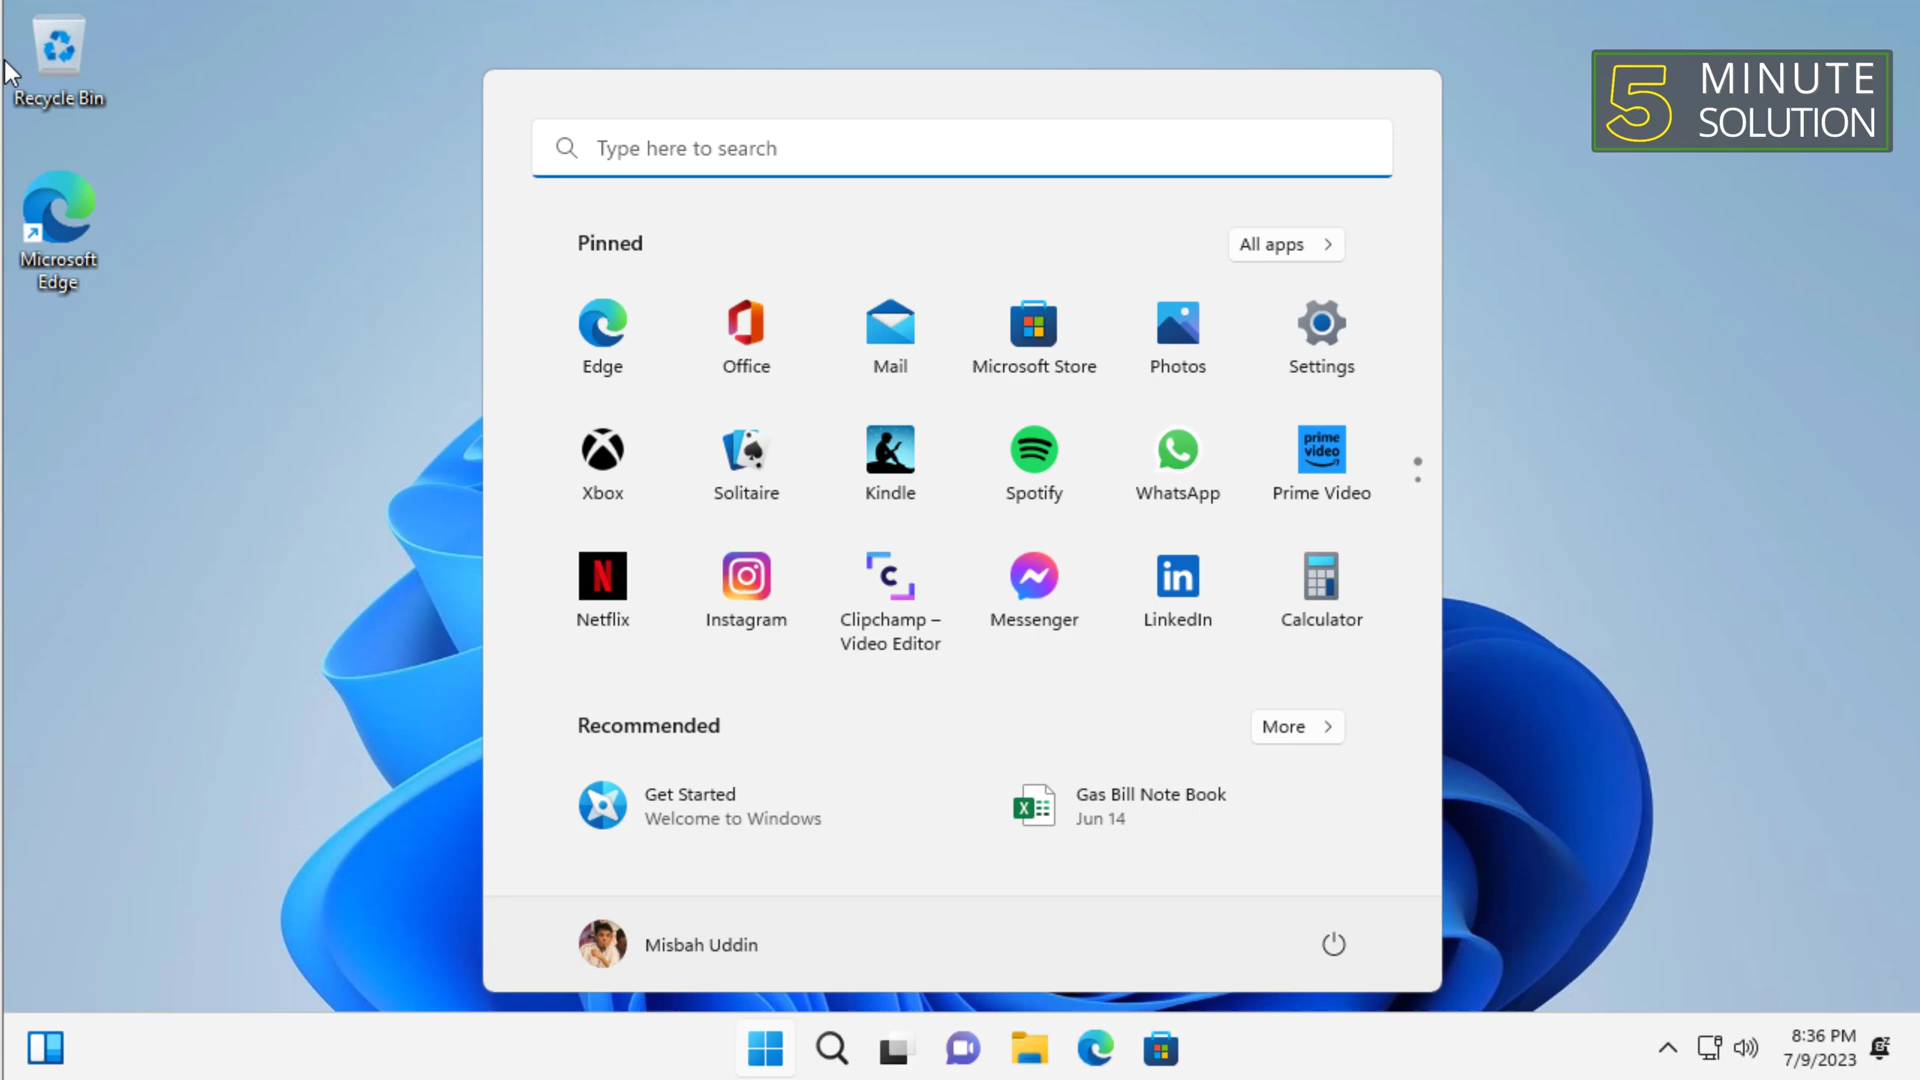 Recycle Bin
Microsoft
Edge
5 MINUTE
SOLUTION
Type here to search
Pinned
All apps
Edge
Office
Mail
Microsoft Store
Photos
Settings
Xbox
Solitaire
Kindle
Spotify
WhatsApp
prime
video
Prime Video
N
Netflix
Instagram
C
Clipchamp –
Video Editor
Messenger
in
LinkedIn
Calculator
Recommended
More
Get Started
Welcome to Windows
X
Gas Bill Note Book
Jun 14
Misbah Uddin
8:36 PM
7/9/2023